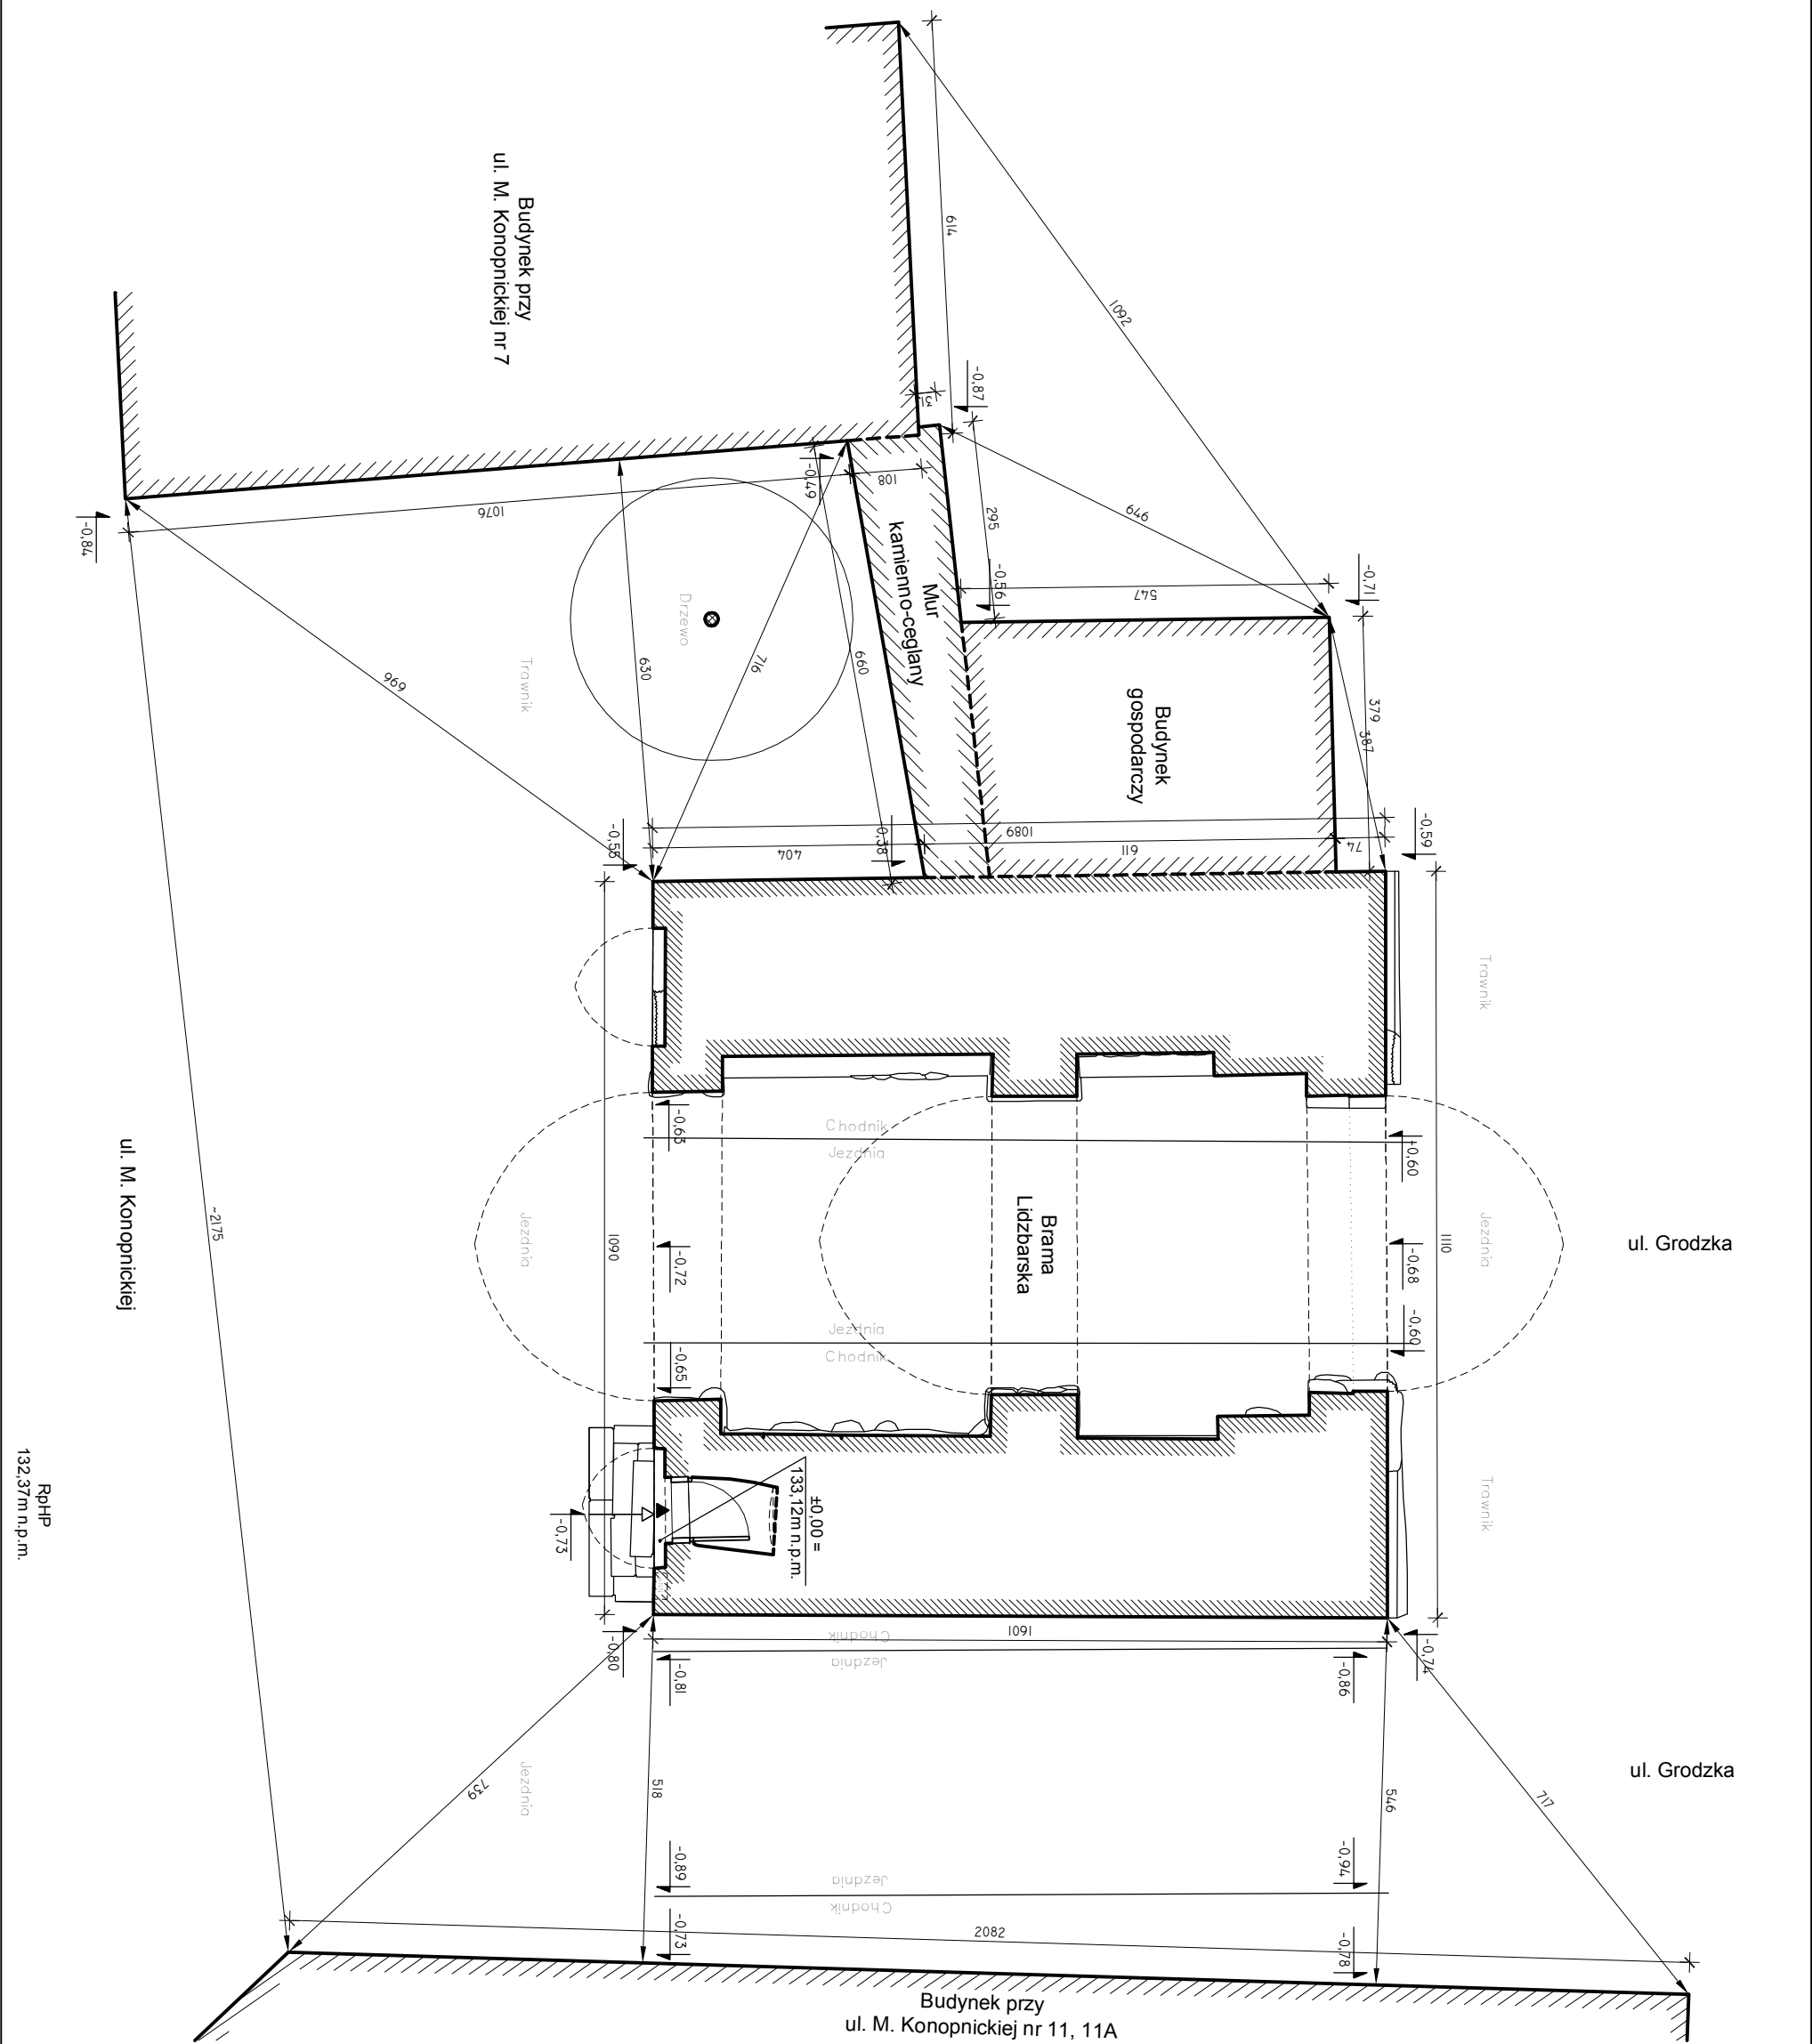 614
1092
Budynek przy
ul. M. Konopnickiej nr 7
31
-0,87
-0,49
108
1076
-0,84
295
646
-0,56
547
-0,71
Mur
kamienno-ceglany
Drzewo
Trawnik
630
716
660
969
Budynek
gospodarczy
379
387
1089
404
611
74
-0,38
-0,55
-0,59
Trawnik
-0,63
Chodnik
Jezdnia
-0,60
ul. M. Konopnickiej
~2175
Jezdnia
1090
-0,72
Brama
Lidzbarska
-0,68
1110
Jezdnia
ul. Grodzka
-0,65
Jezdnia
Chodnik
-0,60
Trawnik
±0,00 =
133,12m n.p.m.
-0,73
RpHP
132,37m n.p.m.
-0,80
Chodnik
Jezdnia
1091
-0,74
-0,81
-0,86
739
Jezdnia
518
546
717
ul. Grodzka
-0,89
Jezdnia
Chodnik
-0,94
-0,73
2082
-0,78
Budynek przy
ul. M. Konopnickiej nr 11, 11A